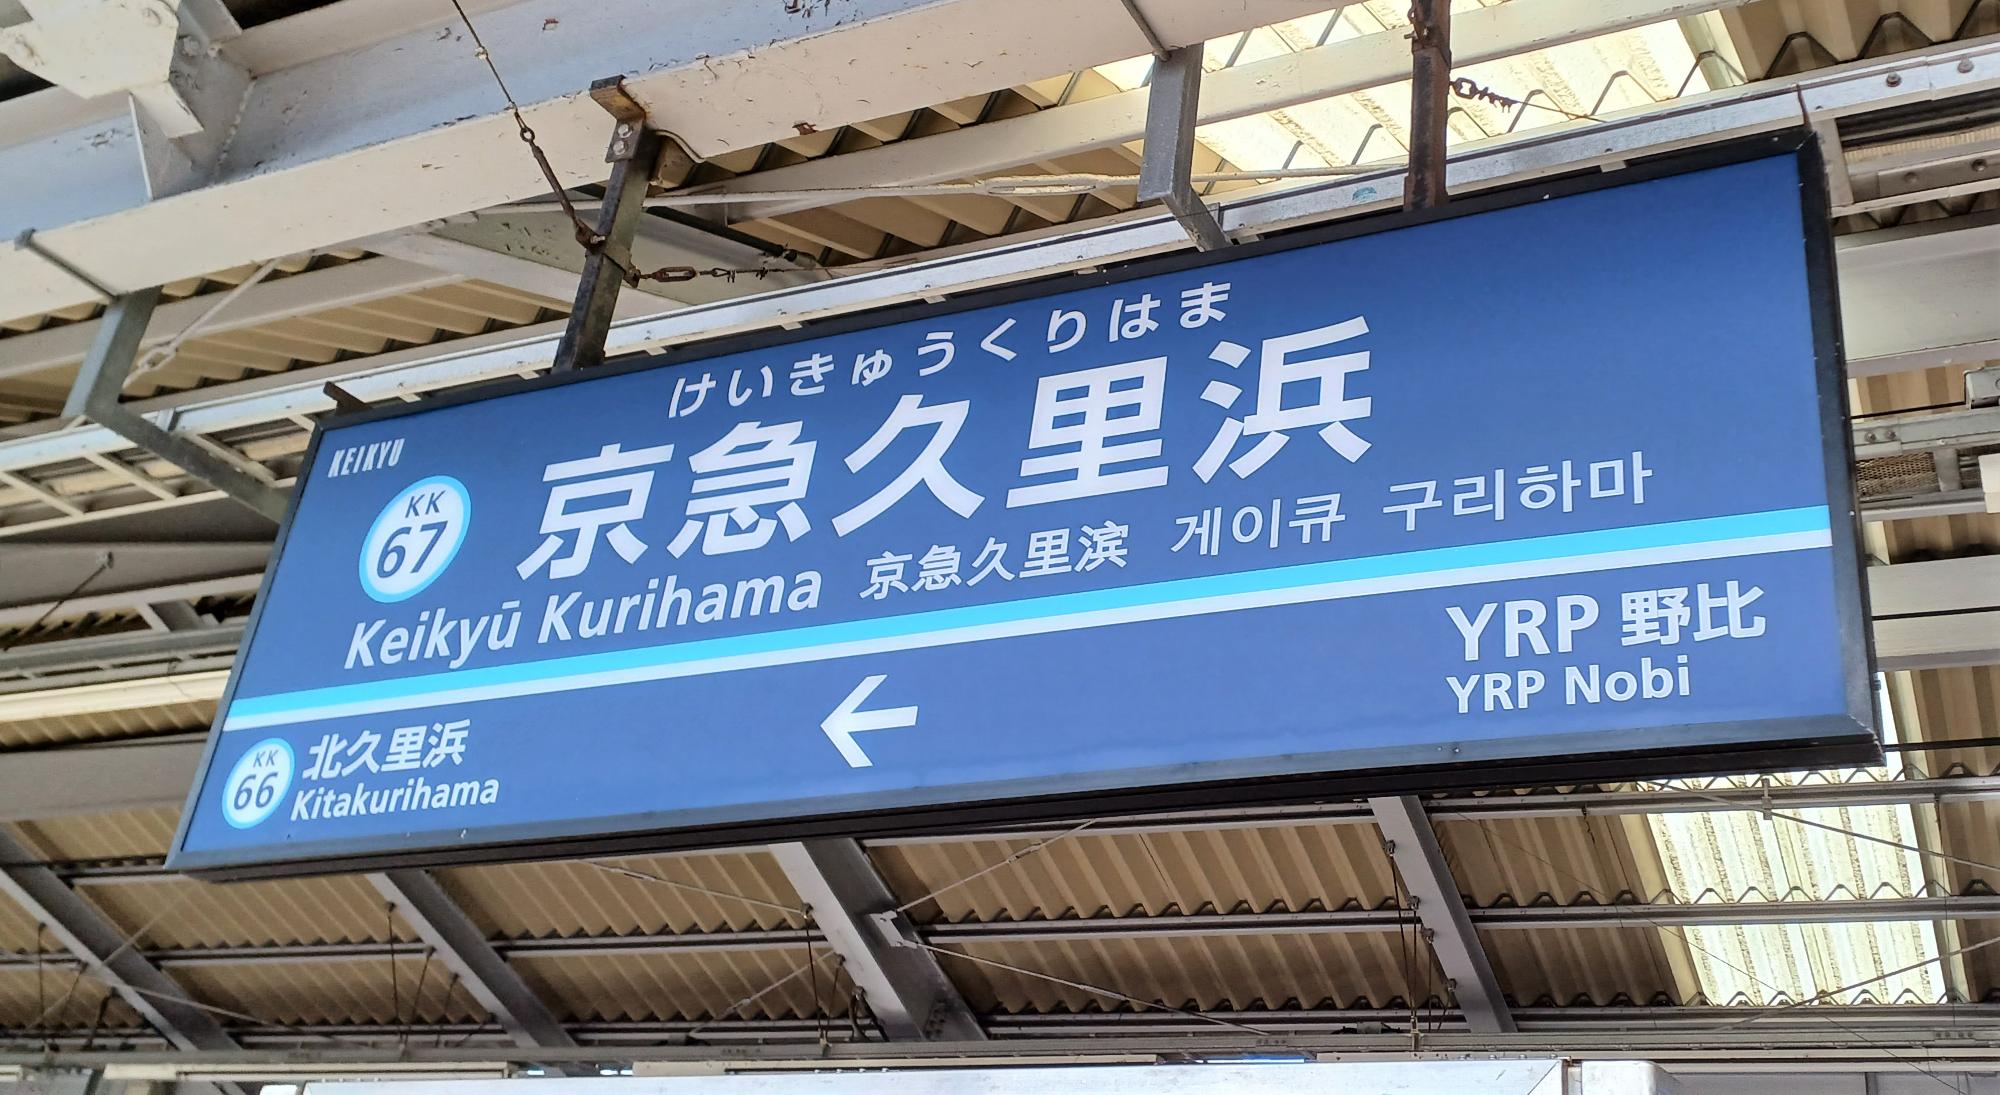 けいきゅうくりはま
KEIKYU
KK
67
京急久里浜
Keikyū Kurihama 京急久里滨 게이큐 구리하마
KK
66
北久里浜
Kitakurihama
←
YRP 野比
YRP Nobi